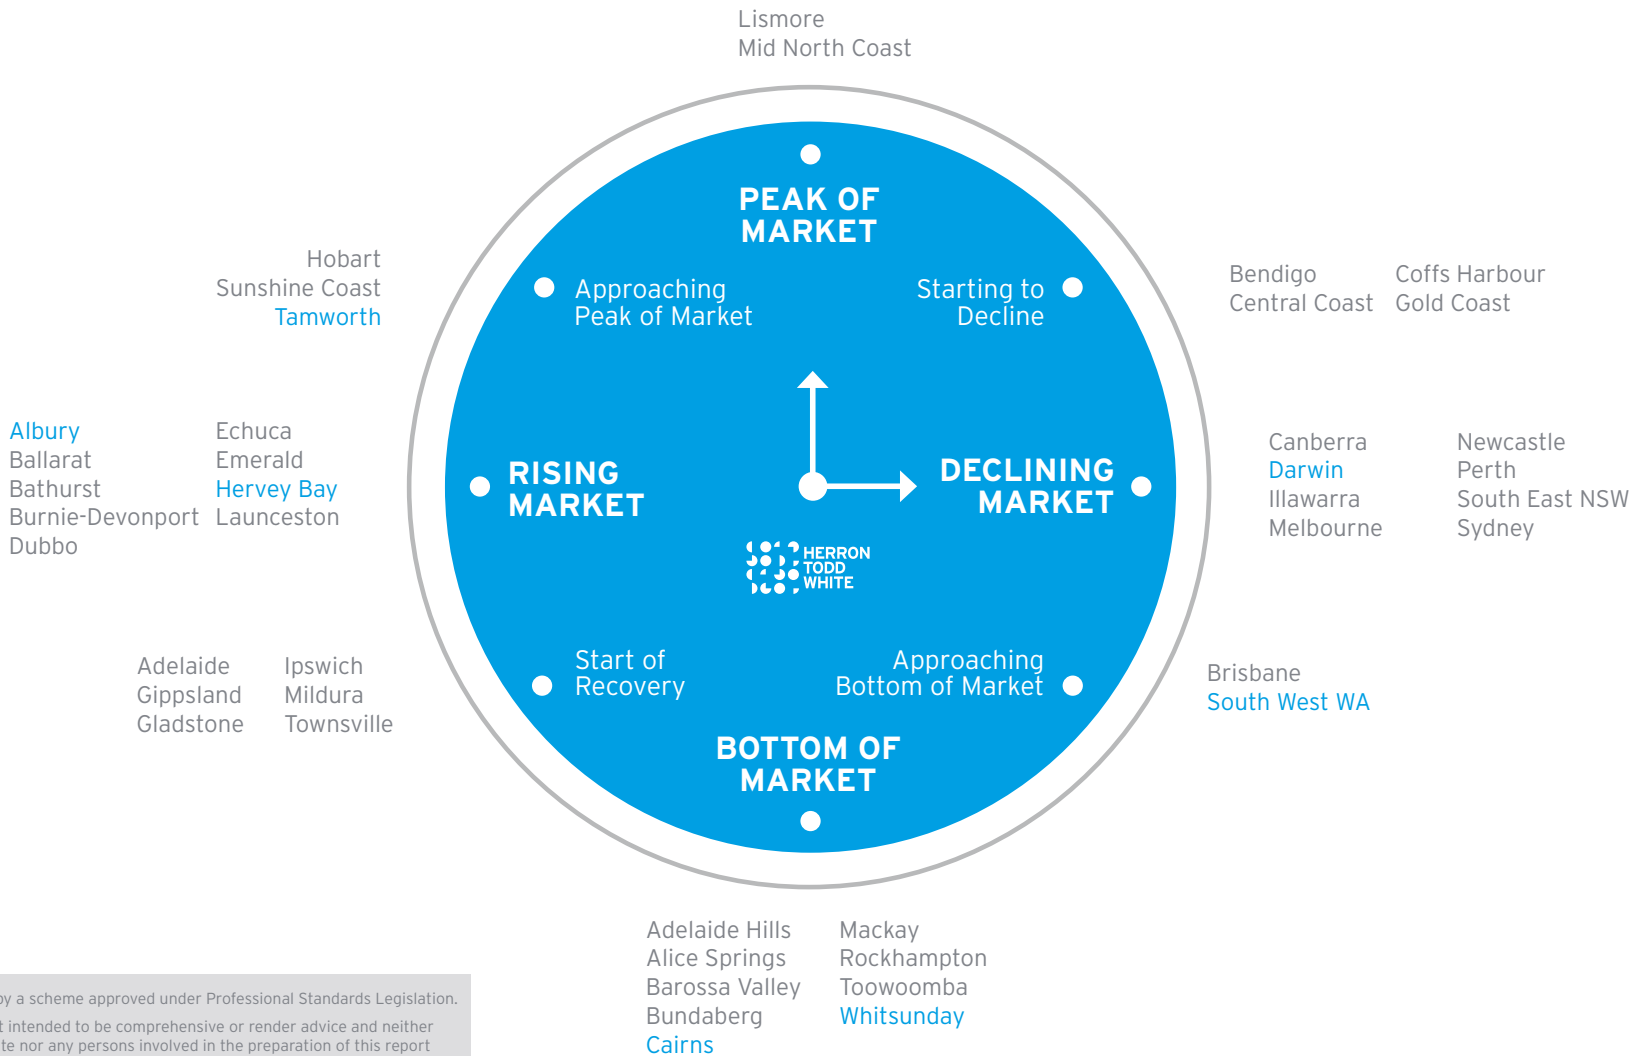 Lismore
Mid North Coast
PEAK OF
MARKET
Hobart
Sunshine Coast
Tamworth
Approaching
Peak of Market
Starting to
Decline
Bendigo
Central Coast
Coffs Harbour
Gold Coast
Albury
Ballarat
Bathurst
Burnie-Devonport
Dubbo
Echuca
Emerald
Hervey Bay
Launceston
RISING
MARKET
DECLINING
MARKET
Canberra
Darwin
Illawarra
Melbourne
Newcastle
Perth
South East NSW
Sydney
HERRON
TODD
WHITE
Adelaide
Gippsland
Gladstone
Ipswich
Mildura
Townsville
Start of
Recovery
Approaching
Bottom of Market
Brisbane
South West WA
BOTTOM OF
MARKET
Adelaide Hills
Alice Springs
Barossa Valley
Bundaberg
Cairns
Mackay
Rockhampton
Toowoomba
Whitsunday
by a scheme approved under Professional Standards Legislation.
intended to be comprehensive or render advice and neither
nor any persons involved in the preparation of this report